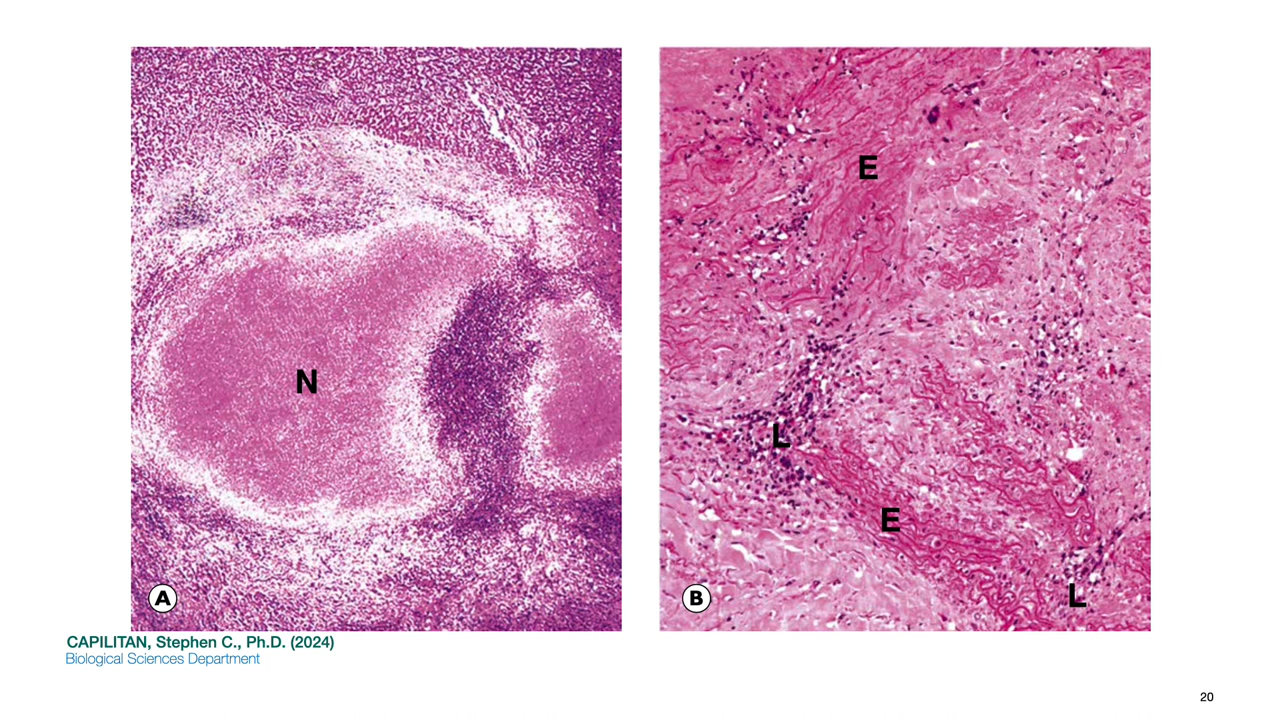 E
N
L
E
L
A
B
CAPILITAN, Stephen C., Ph.D. (2024)
Biological Sciences Department
20